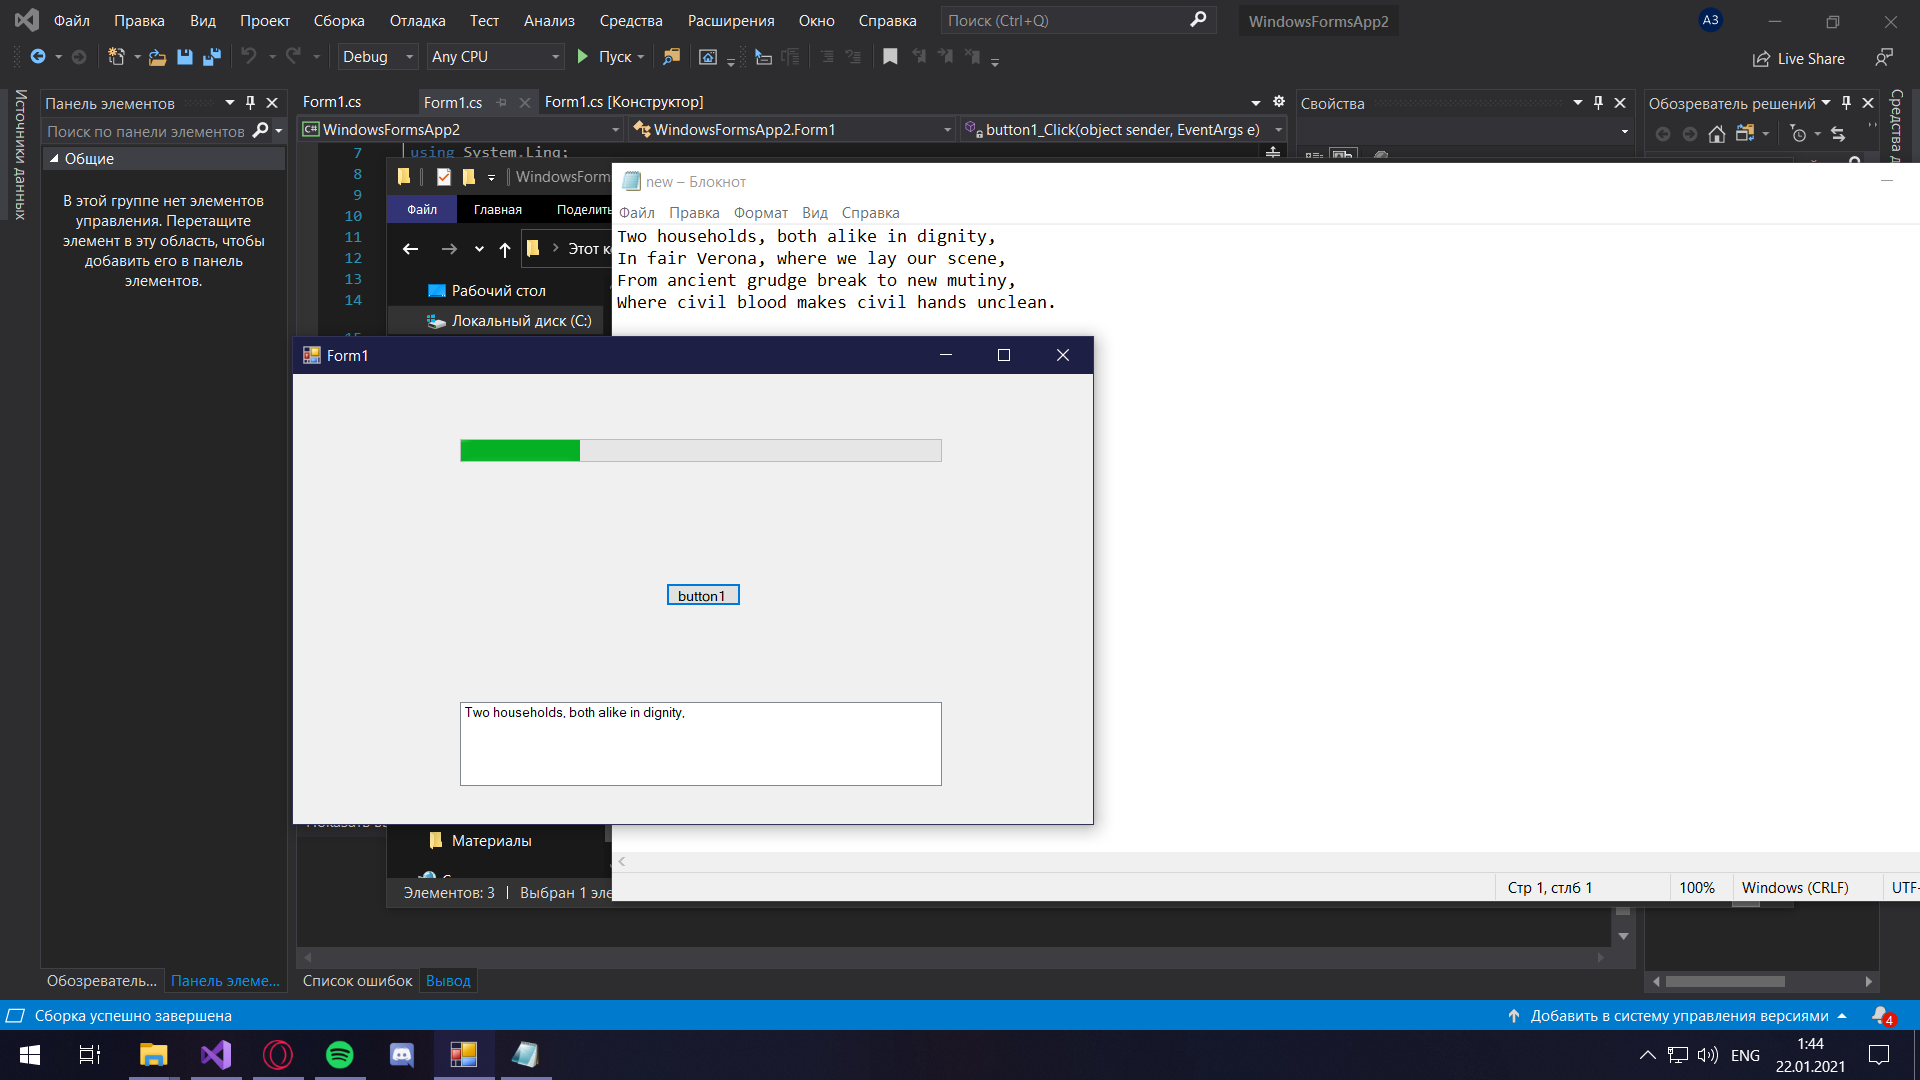 Файл Правка Вид Проект Сборка Отладка Тест Анализ Средства Расширения Окно Справка Поиск (Ctrl+Q) WindowsFormsApp2 АЗ
Debug Any CPU Пуск Live Share
Источники данных
Панель элементов
Поиск по панели элементов
Общие
В этой группе нет элементов
управления. Перетащите
элемент в эту область, чтобы
добавить его в панель
элементов.
Form1.cs Form1.cs Form1.cs [Конструктор]
WindowsFormsApp2 WindowsFormsApp2.Form1 button1_Click(object sender, EventArgs e)
7 using System.Linq;
8
9
10
11
12
13
14
Свойства
Обозреватель решений
Средства
WindowsForm
Файл Главная Поделить
Этот к
Рабочий стол
Локальный диск (C:)
Материалы
Элементов: 3 Выбран 1 эле
new – Блокнот
Файл Правка Формат Вид Справка
Two households, both alike in dignity,
In fair Verona, where we lay our scene,
From ancient grudge break to new mutiny,
Where civil blood makes civil hands unclean.
Стр 1, стлб 1 100% Windows (CRLF) UTF-
Form1
button1
Two households, both alike in dignity,
Обозреватель... Панель элеме...
Список ошибок Вывод
Сборка успешно завершена
Добавить в систему управления версиями 4
ENG
1:44
22.01.2021